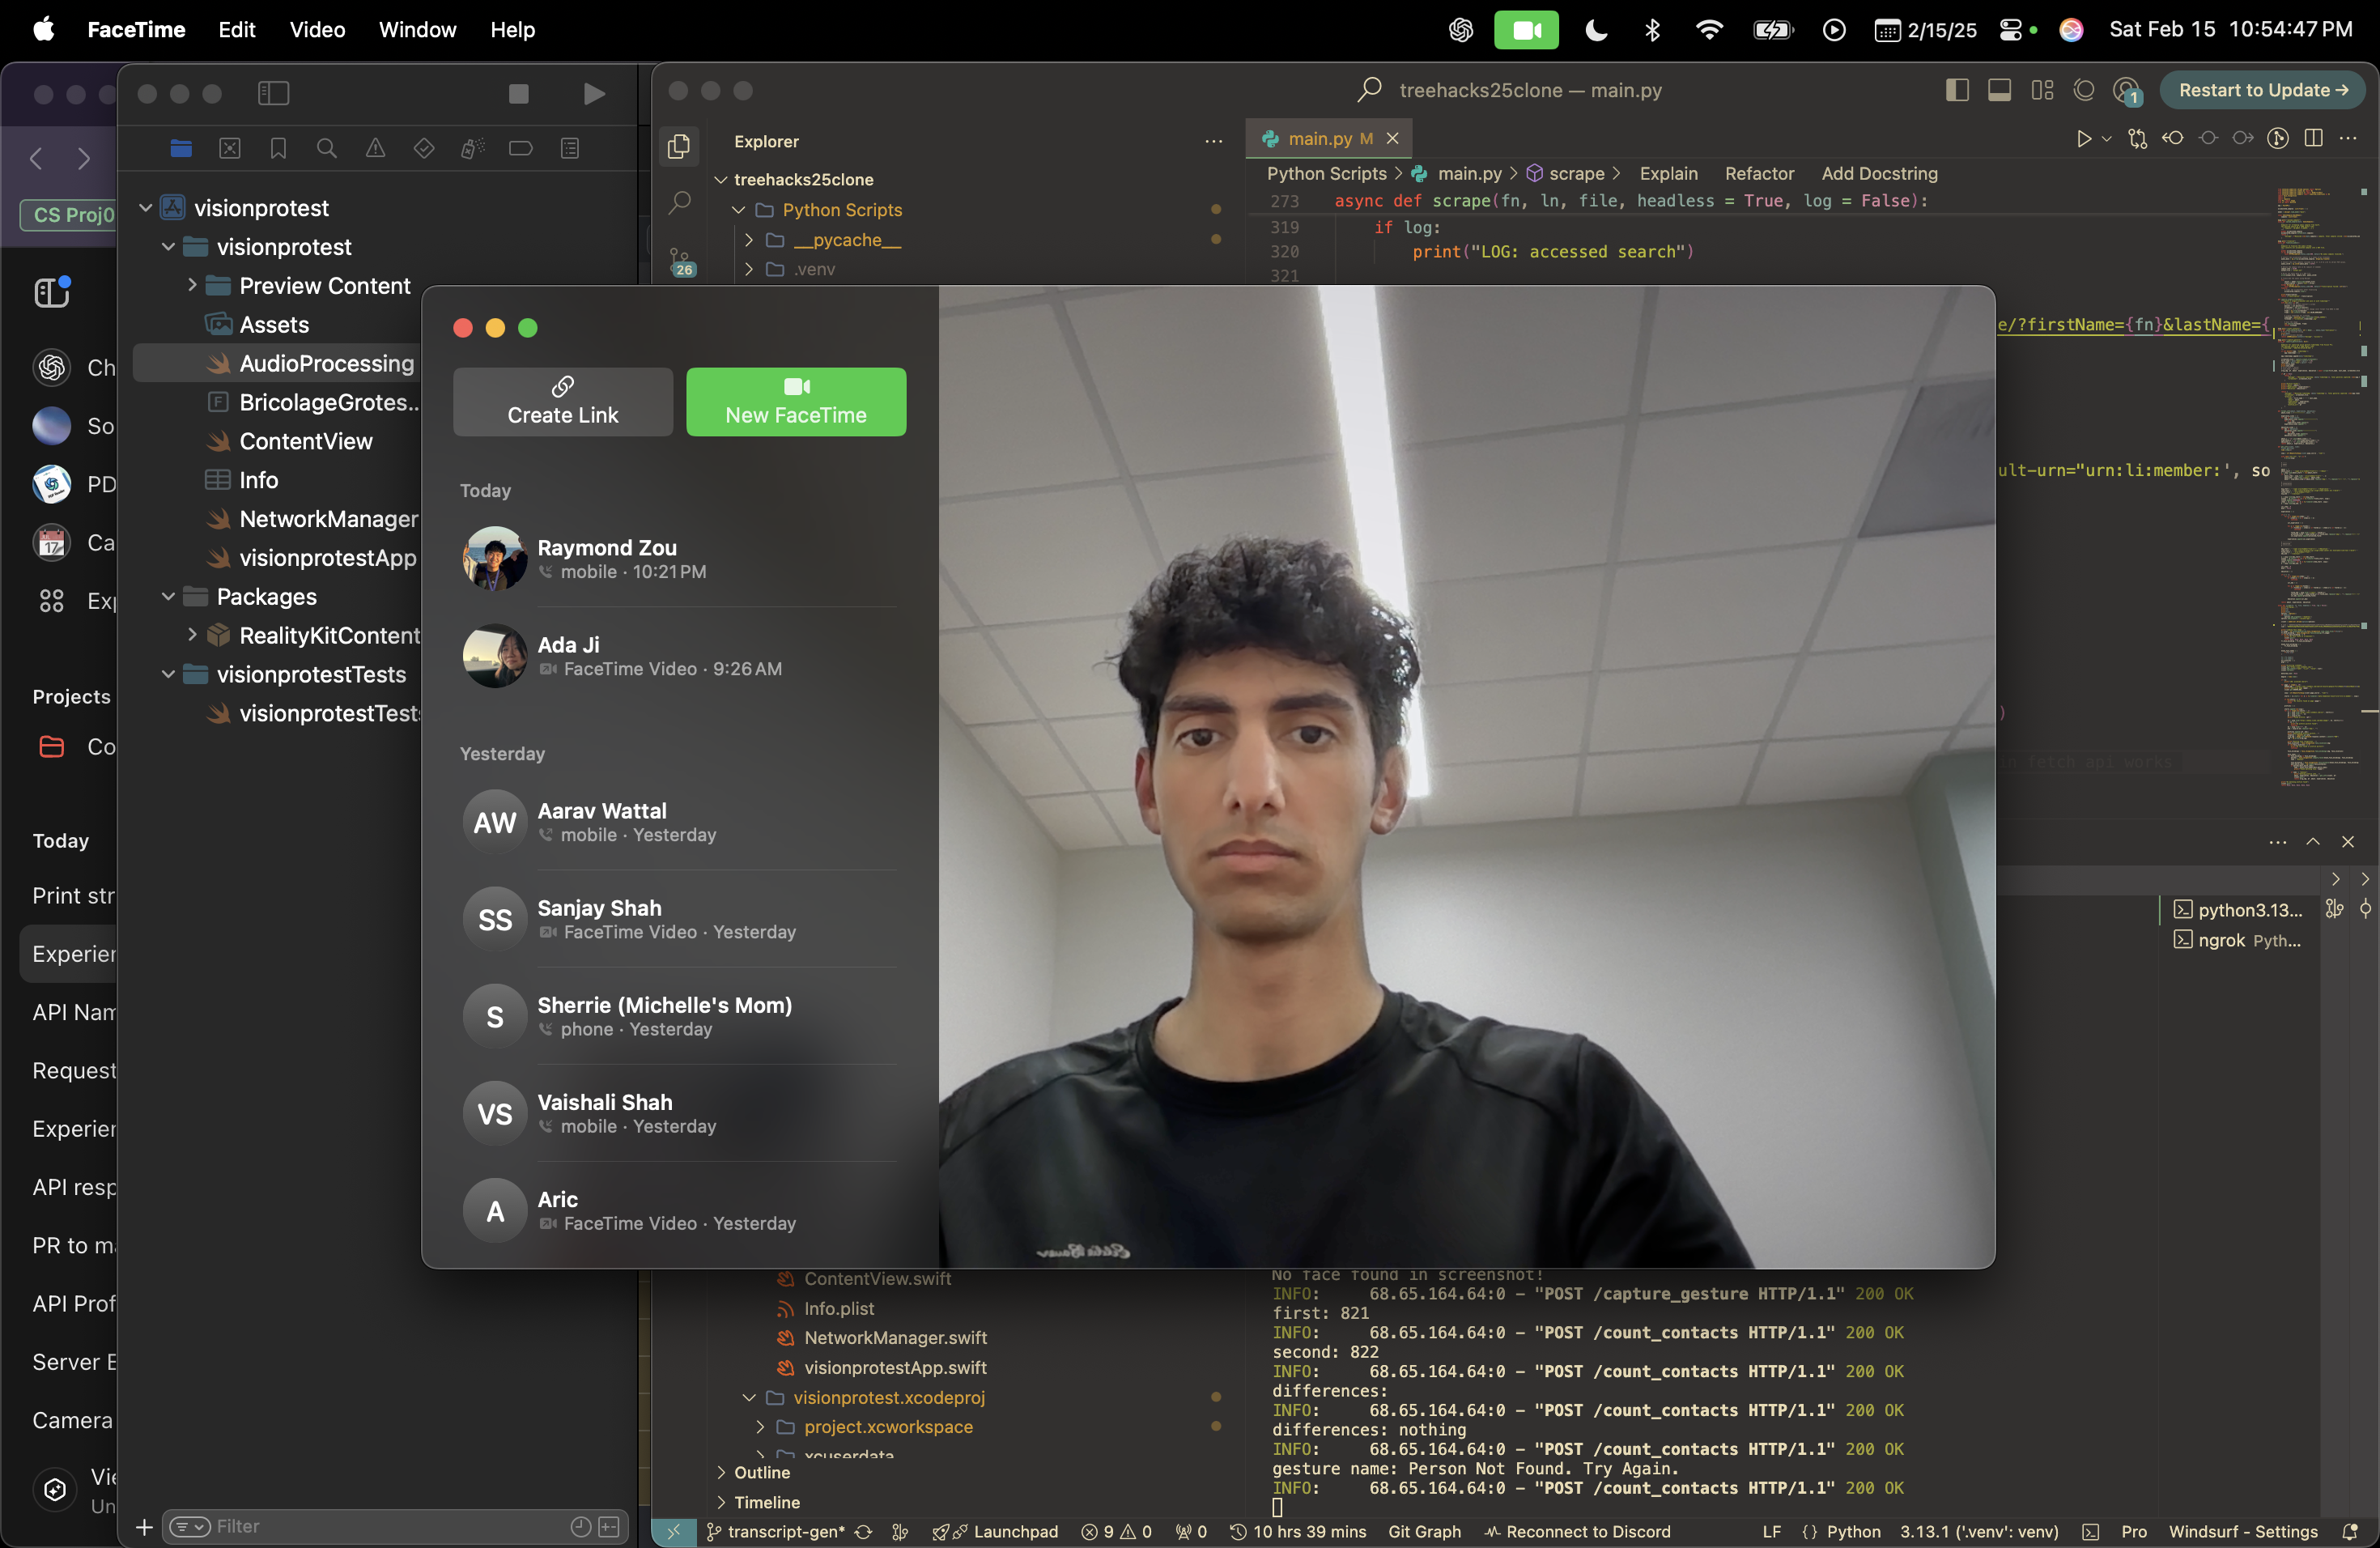 FaceTime Edit Video Window Help
2/15/25
Sat Feb 15 10:54:47 PM
treehacks25clone — main.py
1
Restart to Update →
CS Proj0
Projects
Today
Print str
Experier
API Nam
Request
Experier
API resp
PR to ma
API Prof
Server E
Camera
visionprotest
visionprotest
Preview Content
Assets
AudioProcessing
BricolageGrotes...
ContentView
Info
NetworkManager
visionprotestApp
Packages
RealityKitContent
visionprotestTests
visionprotestTests
Filter
Explorer
treehacks25clone
Python Scripts
__pycache__
.venv
26
main.py M
Python Scripts > main.py > scrape > Explain Refactor Add Docstring
273 async def scrape(fn, ln, file, headless = True, log = False):
319 if log:
320 print("LOG: accessed search")
321
e/?firstName={fn}&lastName={
ult-urn="urn:li:member:', so
)
in fetch api works
Create Link
New FaceTime
Today
Raymond Zou
mobile · 10:21 PM
Ada Ji
FaceTime Video · 9:26 AM
Yesterday
AW
Aarav Wattal
mobile · Yesterday
SS
Sanjay Shah
FaceTime Video · Yesterday
S
Sherrie (Michelle's Mom)
phone · Yesterday
VS
Vaishali Shah
mobile · Yesterday
A
Aric
FaceTime Video · Yesterday
python3.13...
ngrok Pyth...
ContentView.swift
Info.plist
NetworkManager.swift
visionprotestApp.swift
visionprotest.xcodeproj
project.xcworkspace
xcuserdata
Outline
Timeline
No face found in screenshot!
INFO: 68.65.164.64:0 - "POST /capture_gesture HTTP/1.1" 200 OK
first: 821
INFO: 68.65.164.64:0 - "POST /count_contacts HTTP/1.1" 200 OK
second: 822
INFO: 68.65.164.64:0 - "POST /count_contacts HTTP/1.1" 200 OK
differences:
INFO: 68.65.164.64:0 - "POST /count_contacts HTTP/1.1" 200 OK
differences: nothing
INFO: 68.65.164.64:0 - "POST /count_contacts HTTP/1.1" 200 OK
gesture name: Person Not Found. Try Again.
INFO: 68.65.164.64:0 - "POST /count_contacts HTTP/1.1" 200 OK
transcript-gen* Launchpad 9 0 0 10 hrs 39 mins Git Graph Reconnect to Discord LF {} Python 3.13.1 ('.venv': venv) Pro Windsurf - Settings